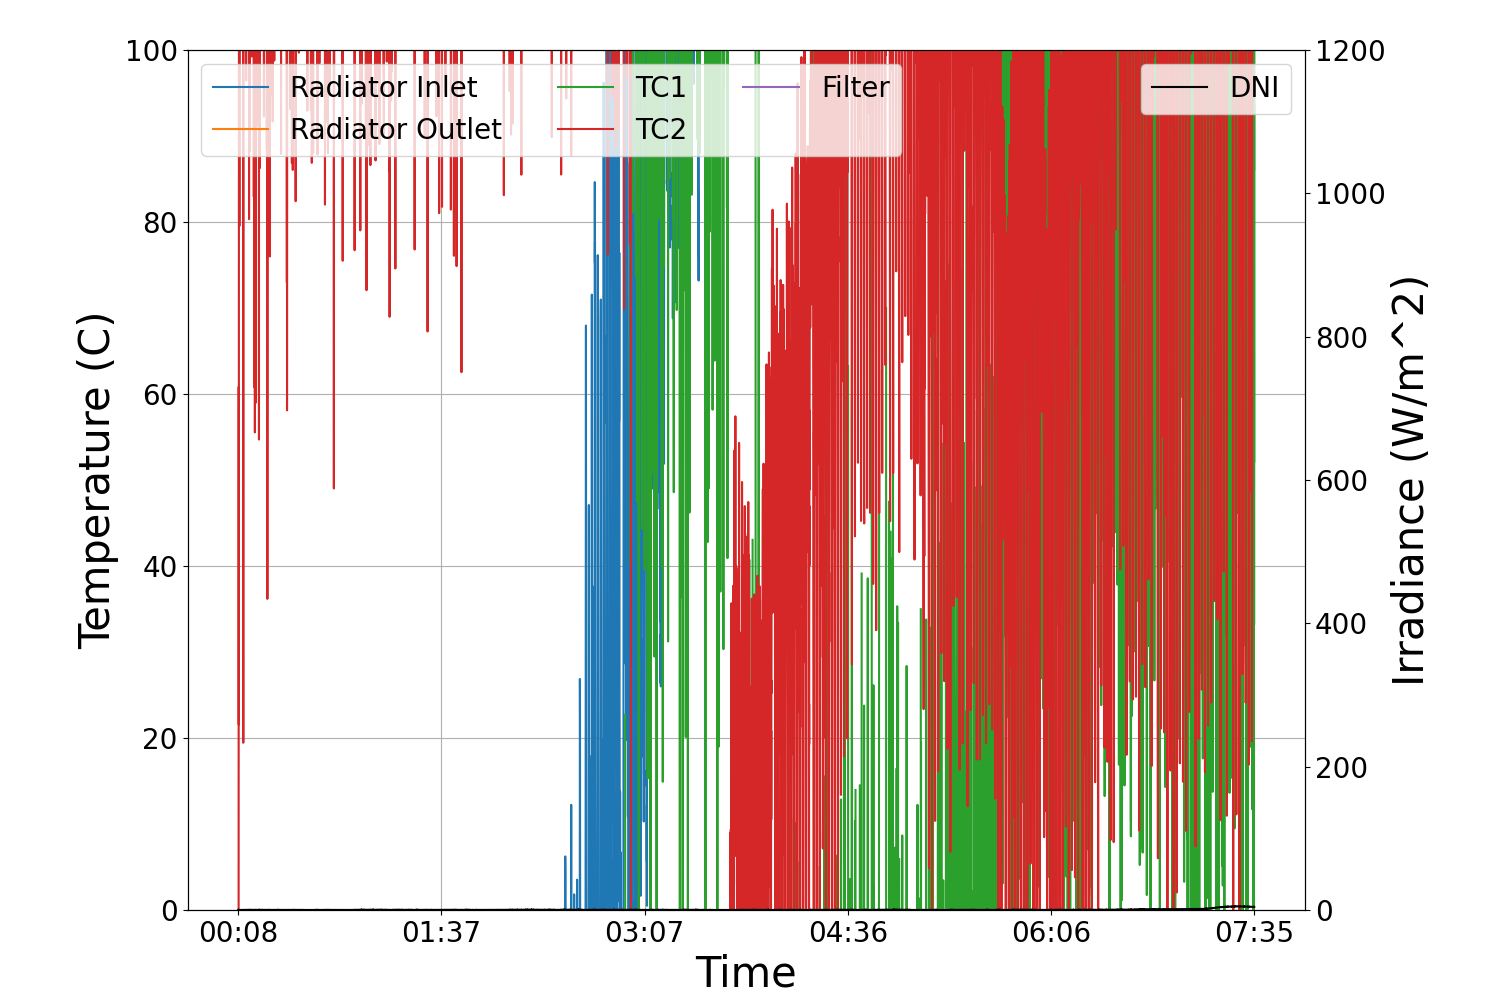 100
80
60
40
20
0
Temperature (C)
Radiator Inlet
Radiator Outlet
TC1
TC2
Filter
DNI
1200
1000
800
600
400
200
0
Irradiance (W/m^2)
00:08 01:37 03:07 04:36 06:06 07:35
Time